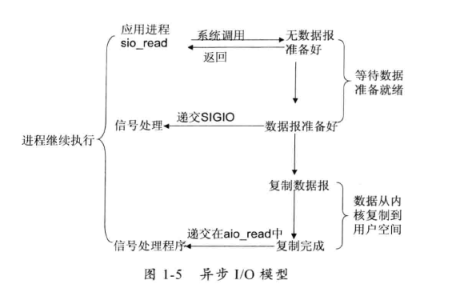 应用进程
sio_read
系统调用
返回
无数据报
准备好
等待数据
准备就绪
递交SIGIO
信号处理
数据报准备好
进程继续执行
复制数据报
数据从内
核复制到
用户空间
递交在aio_read中
信号处理程序
复制完成
图 1-5 异步 I/O 模型